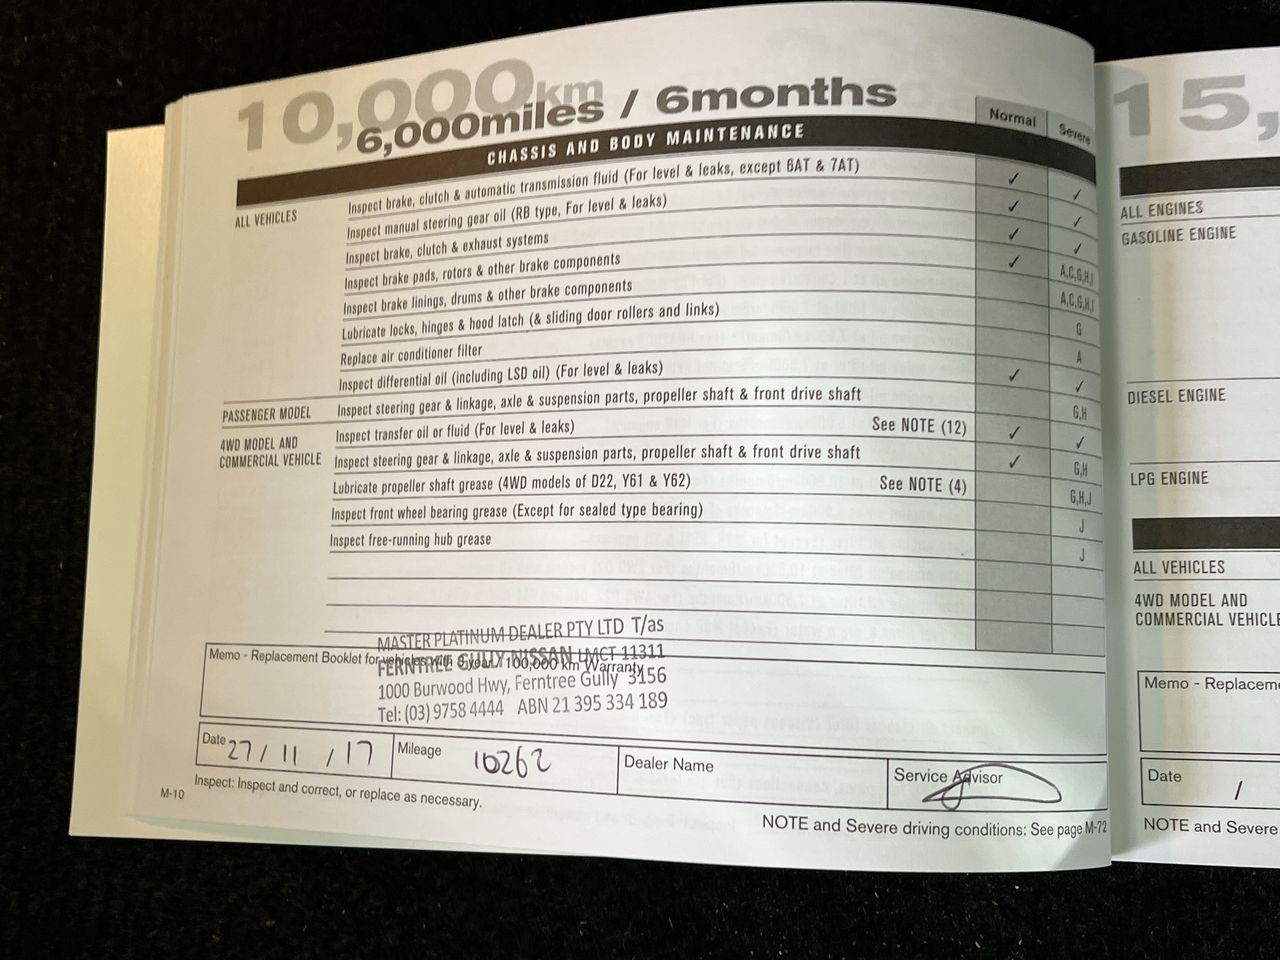 10,000km
6,000miles / 6months
Normal
Severe
CHASSIS AND BODY MAINTENANCE
ALL VEHICLES
Inspect brake, clutch & automatic transmission fluid (For level & leaks, except 6AT & 7AT) ✓ ✓
Inspect manual steering gear oil (RB type, For level & leaks) ✓ ✓
Inspect brake, clutch & exhaust systems ✓ ✓
Inspect brake pads, rotors & other brake components ✓ A,C,G,H,I
Inspect brake linings, drums & other brake components A,C,G,H,I
Lubricate locks, hinges & hood latch (& sliding door rollers and links) G
Replace air conditioner filter A
Inspect differential oil (including LSD oil) (For level & leaks) ✓ ✓
PASSENGER MODEL Inspect steering gear & linkage, axle & suspension parts, propeller shaft & front drive shaft G,H
4WD MODEL AND
COMMERCIAL VEHICLE
Inspect transfer oil or fluid (For level & leaks) See NOTE (12) ✓ ✓
Inspect steering gear & linkage, axle & suspension parts, propeller shaft & front drive shaft ✓ G,H
Lubricate propeller shaft grease (4WD models of D22, Y61 & Y62) See NOTE (4) G,H,J
Inspect front wheel bearing grease (Except for sealed type bearing) J
Inspect free-running hub grease J
Memo - Replacement Booklet for vehicles with 3 year / 100,000 km Warranty
MASTER PLATINUM DEALER PTY LTD T/as
FERNTREE GULLY NISSAN LMCT 11311
1000 Burwood Hwy, Ferntree Gully 3156
Tel: (03) 9758 4444 ABN 21 395 334 189
Date 27 / 11 / 17
Mileage 10262
Dealer Name
Service Advisor
Inspect: Inspect and correct, or replace as necessary.
M-10
NOTE and Severe driving conditions: See page M-72
15,
ALL ENGINES
GASOLINE ENGINE
DIESEL ENGINE
LPG ENGINE
ALL VEHICLES
4WD MODEL AND
COMMERCIAL VEHICLE
Memo - Replacem
Date /
NOTE and Severe